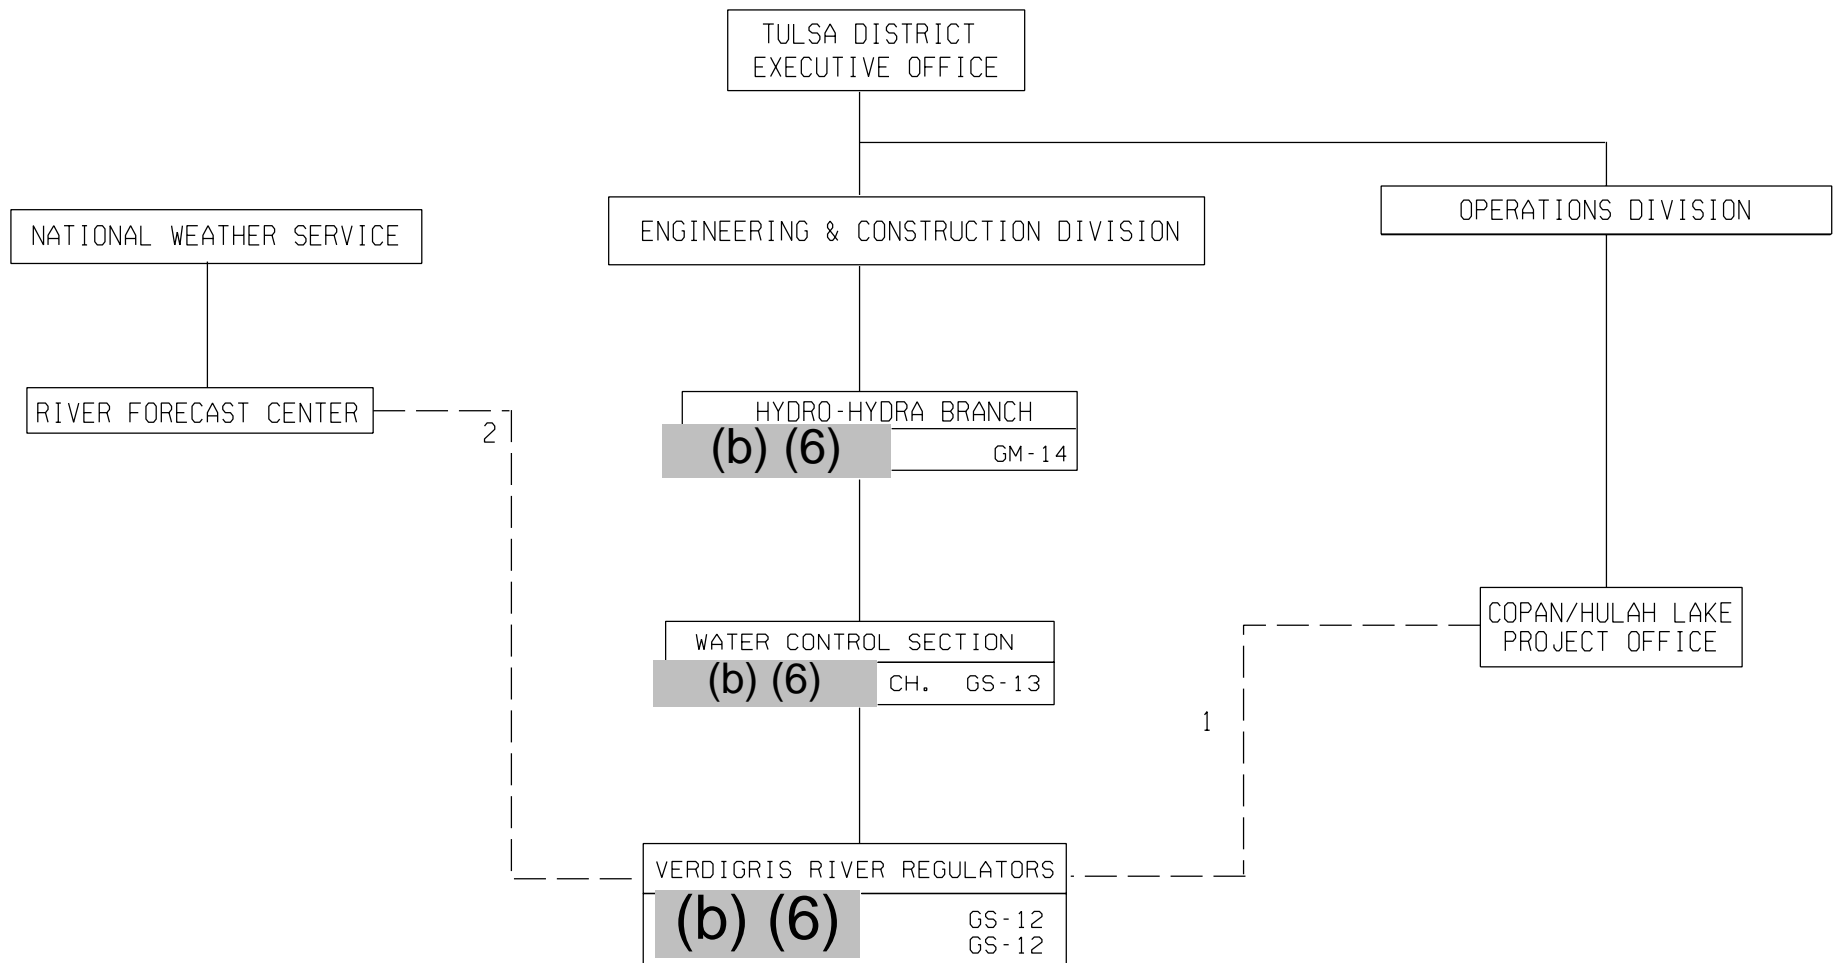 TULSA DISTRICT
EXECUTIVE OFFICE
NATIONAL WEATHER SERVICE
ENGINEERING & CONSTRUCTION DIVISION
OPERATIONS DIVISION
RIVER FORECAST CENTER
2
HYDRO-HYDRA BRANCH
(b) (6)
GM-14
COPAN/HULAH LAKE
PROJECT OFFICE
WATER CONTROL SECTION
(b) (6)
CH. GS-13
1
VERDIGRIS RIVER REGULATORS
(b) (6)
GS-12
GS-12